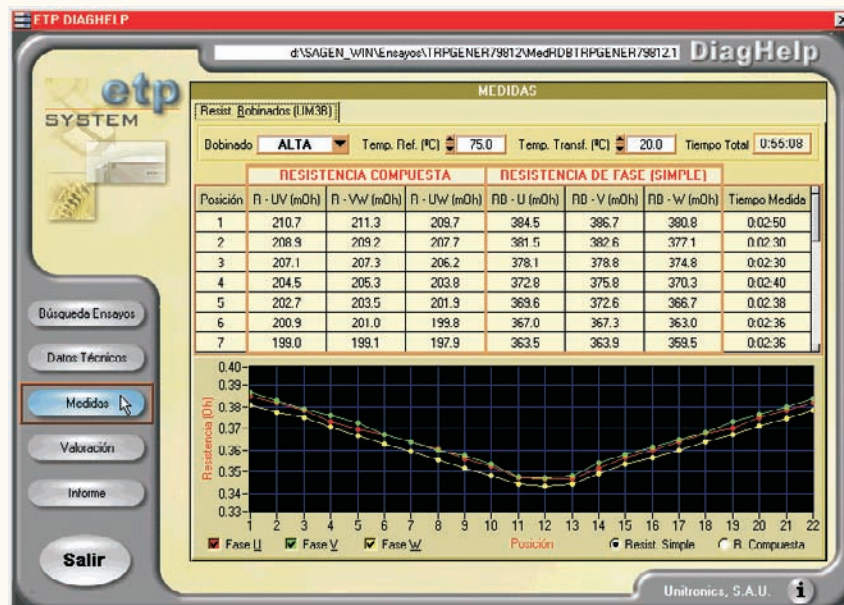 ETP DIAGHELP
d:\SAGEN_WIN\Ensayos\TRPGENER79812\MedRDBTRPGENER79812.1
DiagHelp
etp
SYSTEM
MEDIDAS
Resist. Bobinados (UM3B)
Bobinado ALTA Temp. Ref. (ºC) 75.0 Temp. Transf. (ºC) 20.0 Tiempo Total 0:56:08
RESISTENCIA COMPUESTA RESISTENCIA DE FASE (SIMPLE)
Posición R - UV (mOh) R - VW (mOh) R - UW (mOh) RB - U (mOh) RB - V (mOh) RB - W (mOh) Tiempo Medida
1 210.7 211.3 209.7 384.5 386.7 380.8 0:02:50
2 208.9 209.2 207.7 381.5 382.6 377.1 0:02:30
3 207.1 207.3 206.2 378.1 378.8 374.8 0:02:30
4 204.5 205.3 203.8 372.8 375.8 370.3 0:02:40
5 202.7 203.5 201.9 369.6 372.6 366.7 0:02:38
6 200.9 201.0 199.8 367.0 367.3 363.0 0:02:36
7 199.0 199.1 197.9 363.5 363.9 359.5 0:02:36
Búsqueda Ensayos
Datos Técnicos
Medidas
Valoración
Informe
Salir
Resistencia (Oh)
0.40
0.39
0.38
0.37
0.36
0.35
0.34
0.33
1 2 3 4 5 6 7 8 9 10 11 12 13 14 15 16 17 18 19 20 21 22
Fase U Fase V Fase W Posición Resist. Simple R. Compuesta
Unitronics, S.A.U. i